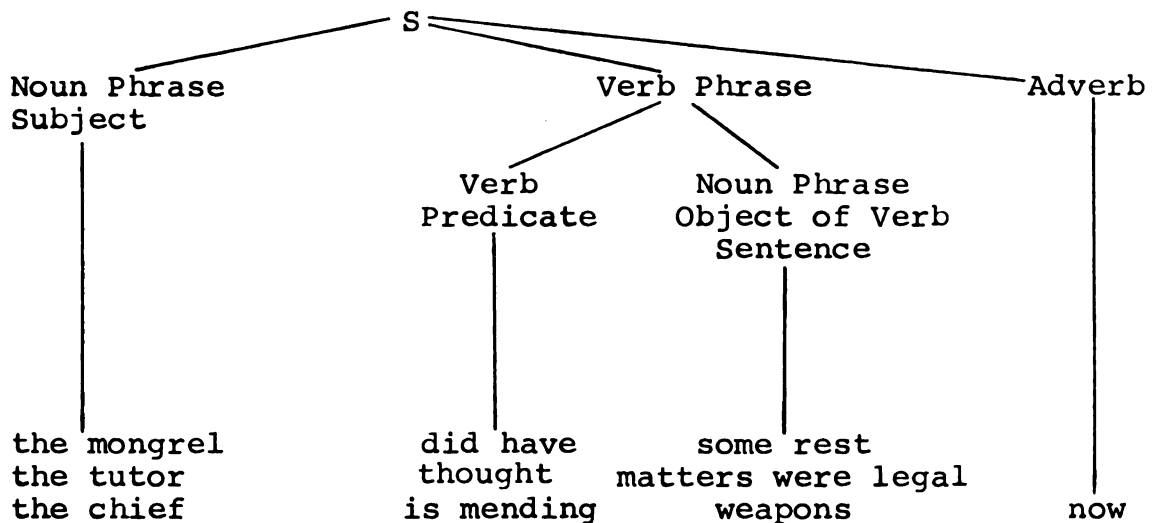 S
Noun Phrase Verb Phrase Adverb
Subject
Verb Noun Phrase
Predicate Object of Verb
Sentence
the mongrel did have some rest
the tutor thought matters were legal
the chief is mending weapons now